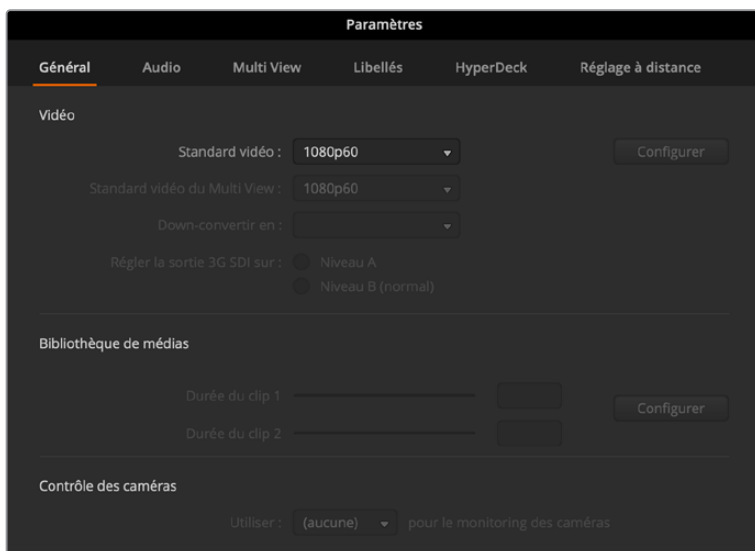 Paramètres
Général Audio Multi View Libellés HyperDeck Réglage à distance
Vidéo
Standard vidéo : 1080p60 Configurer
Standard vidéo du Multi View : 1080p60
Down-convertir en :
Régler la sortie 3G SDI sur : Niveau A
Niveau B (normal)
Bibliothèque de médias
Durée du clip 1
Configurer
Durée du clip 2
Contrôle des caméras
Utiliser : (aucune) pour le monitoring des caméras